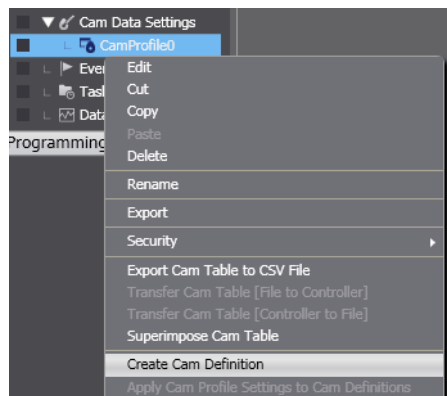 Cam Data Settings
CamProfile0
Eve
Edit
Tas
Cut
Data
Copy
Programming
Paste
Delete
Rename
Export
Security
Export Cam Table to CSV File
Transfer Cam Table [File to Controller]
Transfer Cam Table [Controller to File]
Superimpose Cam Table
Create Cam Definition
Apply Cam Profile Settings to Cam Definitions